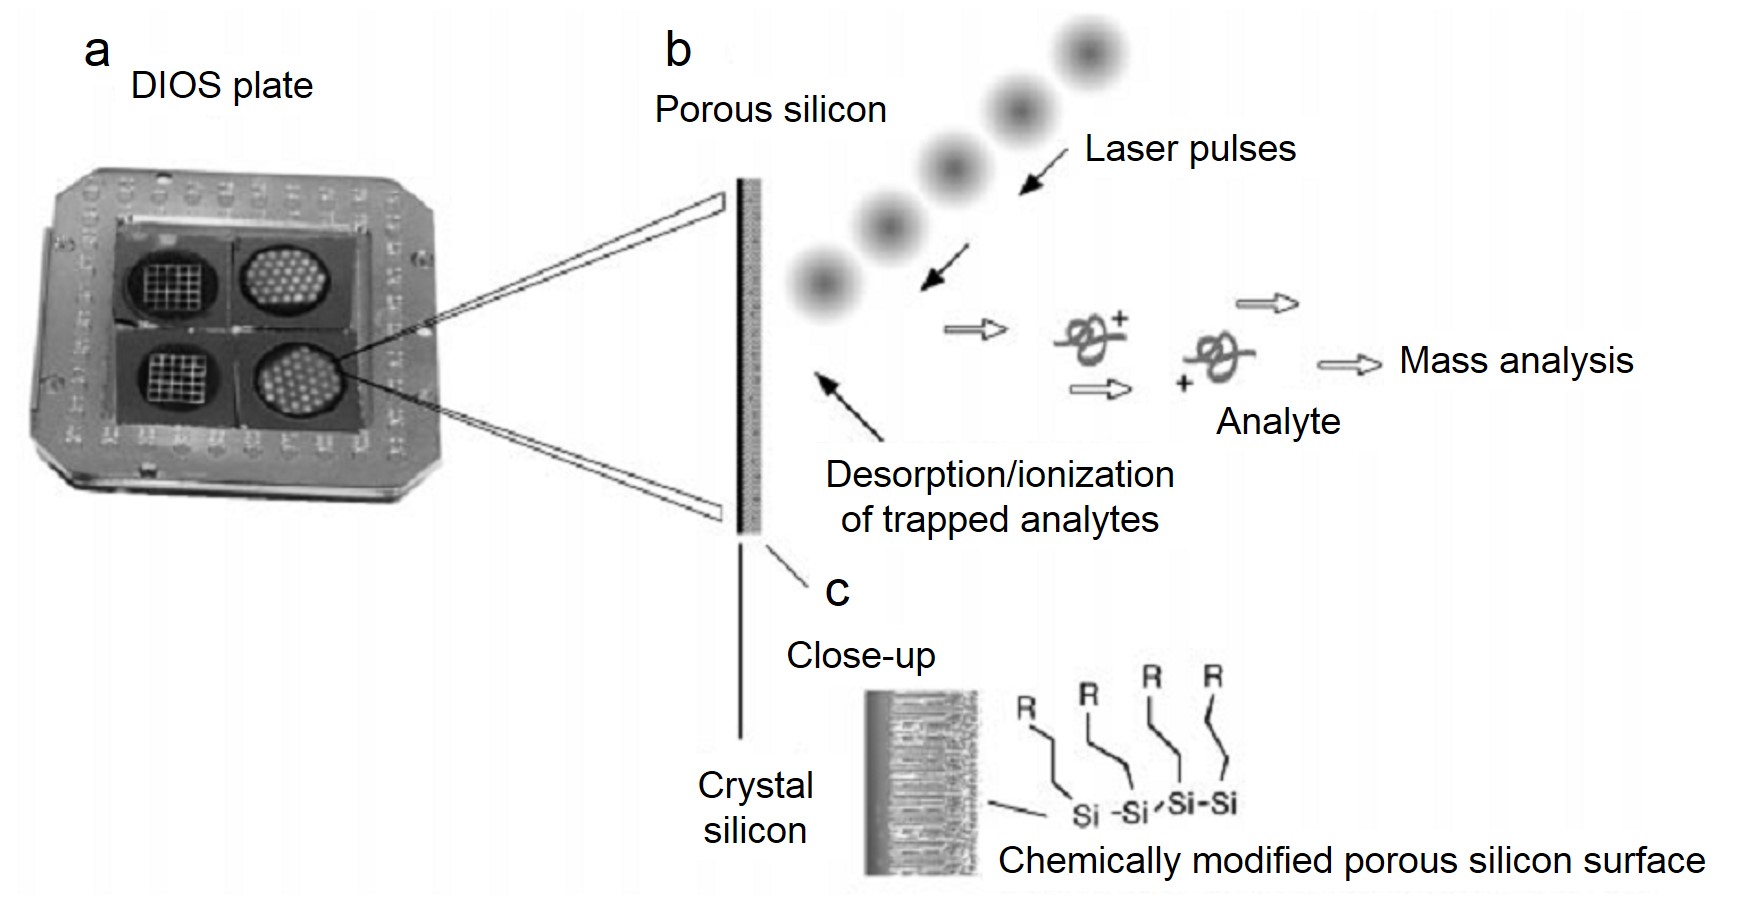 a
DIOS plate
b
Porous silicon
Laser pulses
+
+
Mass analysis
Analyte
Desorption/ionization
of trapped analytes
c
Close-up
R R R R
Si-Si-Si-Si
Crystal
silicon
Chemically modified porous silicon surface